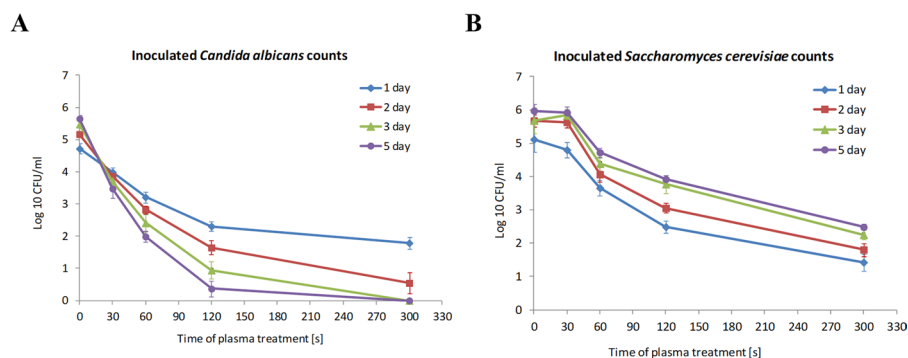 A
Inoculated Candida albicans counts
7
6
5
4
3
2
1
0
Log 10 CFU/ml
0 30 60 90 120 150 180 210 240 270 300 330
Time of plasma treatment [s]
1 day
2 day
3 day
5 day
B
Inoculated Saccharomyces cerevisiae counts
7
6
5
4
3
2
1
0
Log 10 CFU/ml
0 30 60 90 120 150 180 210 240 270 300 330
Time of plasma treatment [s]
1 day
2 day
3 day
5 day